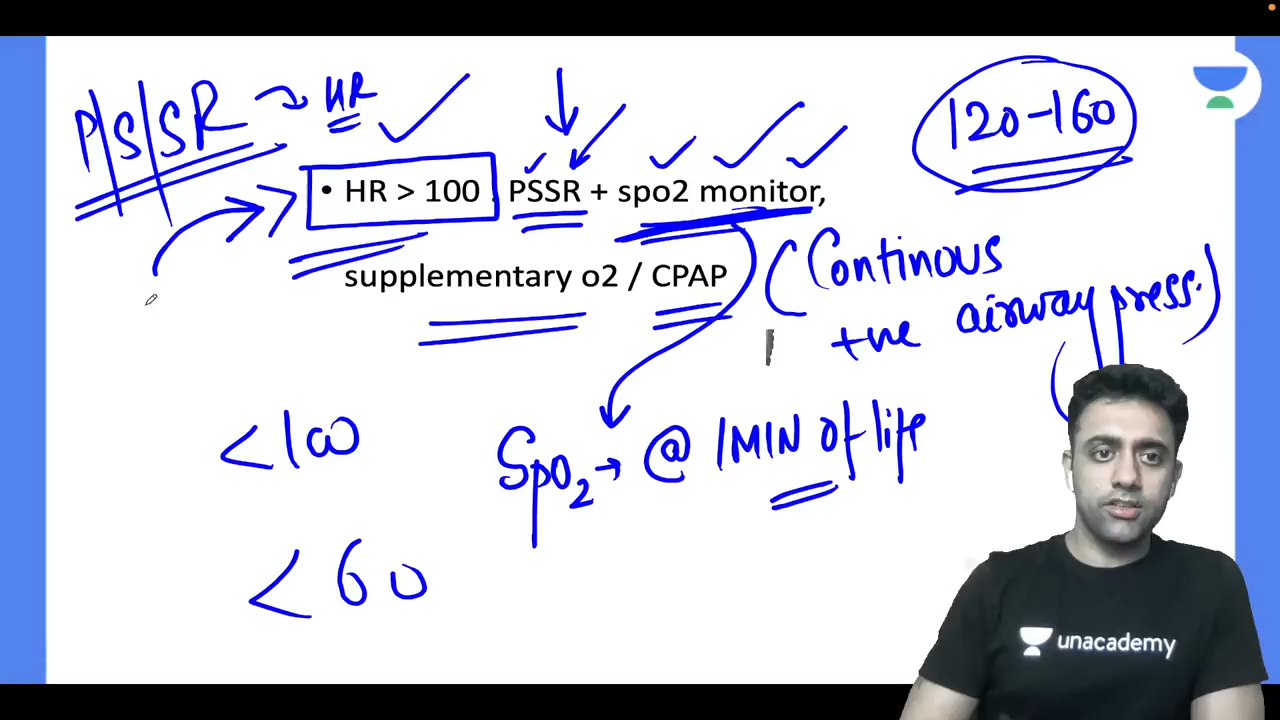 P/S/SR → HR
120-160
• HR > 100 PSSR + spo2 monitor,
supplementary o2 / CPAP
(Continous
+ve airway press.)
<100
SpO2 → @ 1MIN of life
<60
unacademy